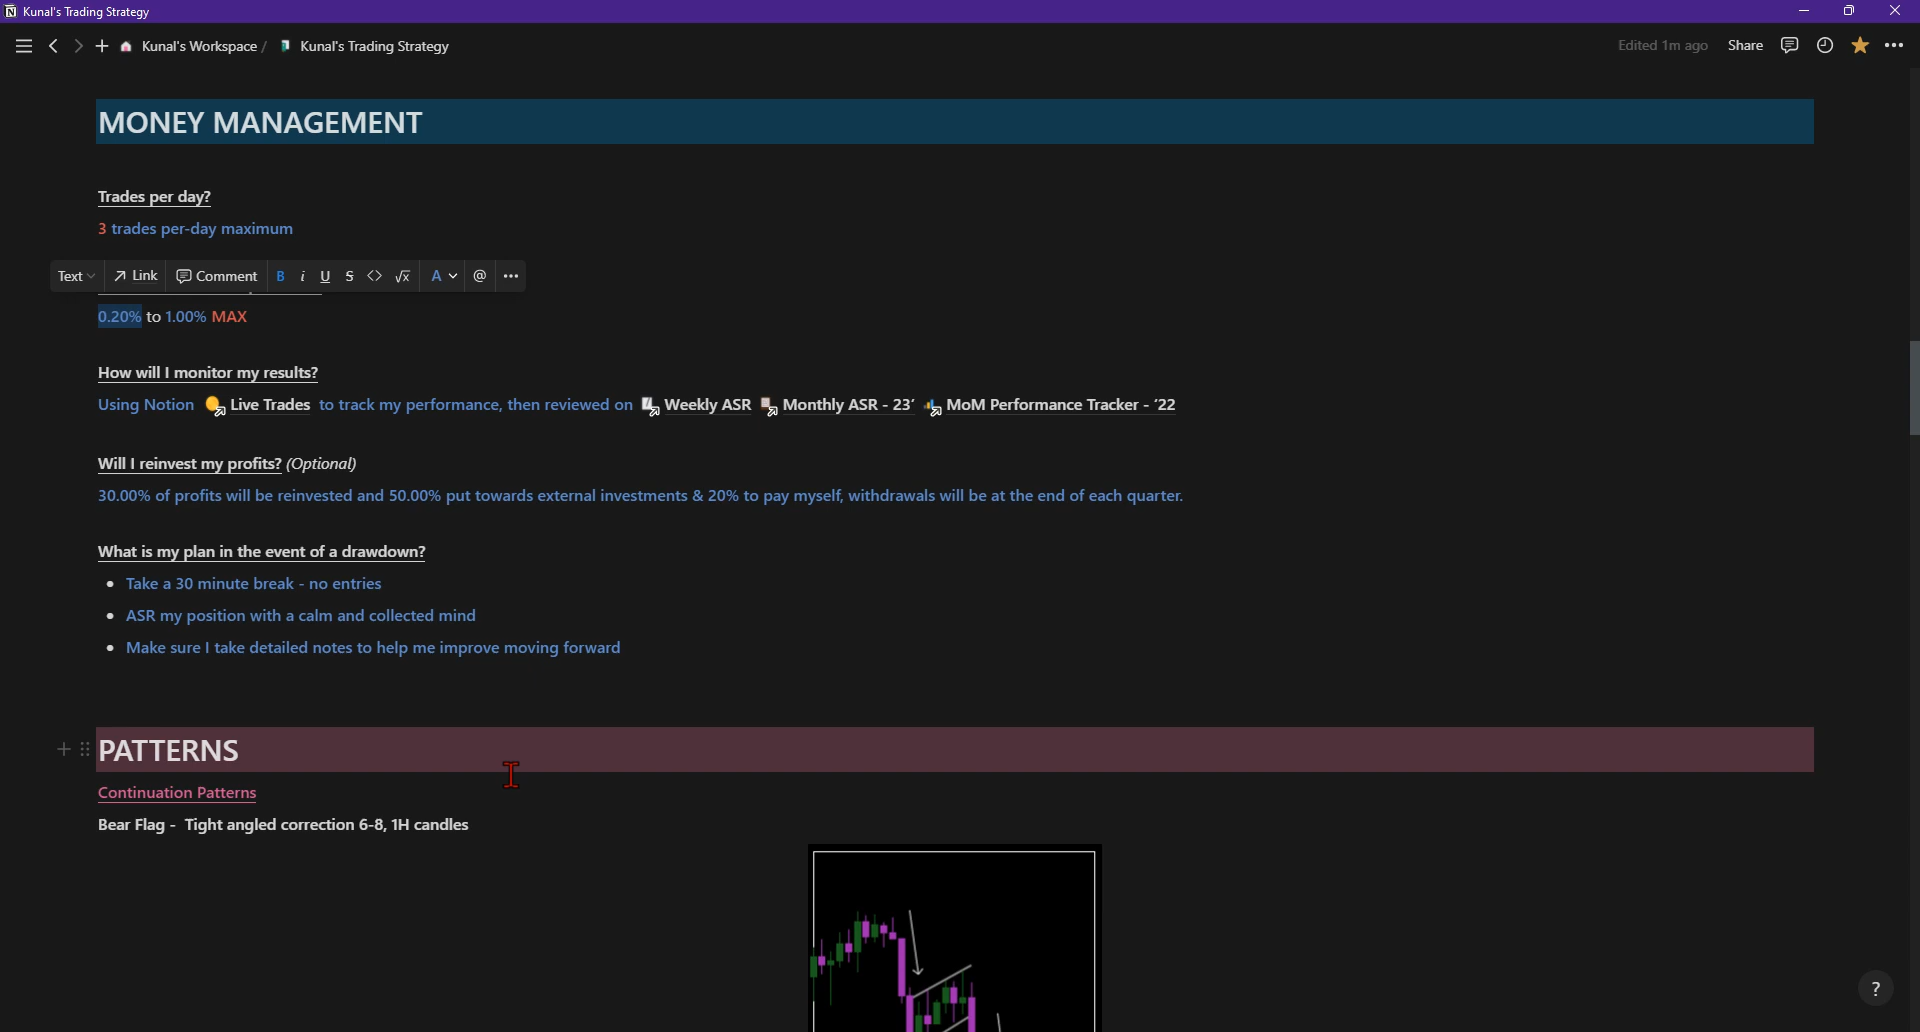 Kunal's Trading Strategy
Kunal's Workspace / Kunal's Trading Strategy
Edited 1m ago Share
MONEY MANAGEMENT
Trades per day?
3 trades per-day maximum
Text Link Comment B i U S <> √x A @ •••
0.20% to 1.00% MAX
How will I monitor my results?
Using Notion Live Trades to track my performance, then reviewed on Weekly ASR Monthly ASR - 23’ MoM Performance Tracker - ‘22
Will I reinvest my profits? (Optional)
30.00% of profits will be reinvested and 50.00% put towards external investments & 20% to pay myself, withdrawals will be at the end of each quarter.
What is my plan in the event of a drawdown?
• Take a 30 minute break - no entries
• ASR my position with a calm and collected mind
• Make sure I take detailed notes to help me improve moving forward
PATTERNS
Continuation Patterns
Bear Flag - Tight angled correction 6-8, 1H candles
?